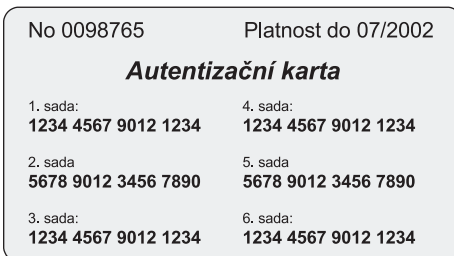 No 0098765 Platnost do 07/2002
Autentizační karta
1. sada: 4. sada:
1234 4567 9012 1234 1234 4567 9012 1234
2. sada 5. sada
5678 9012 3456 7890 5678 9012 3456 7890
3. sada: 6. sada:
1234 4567 9012 1234 1234 4567 9012 1234